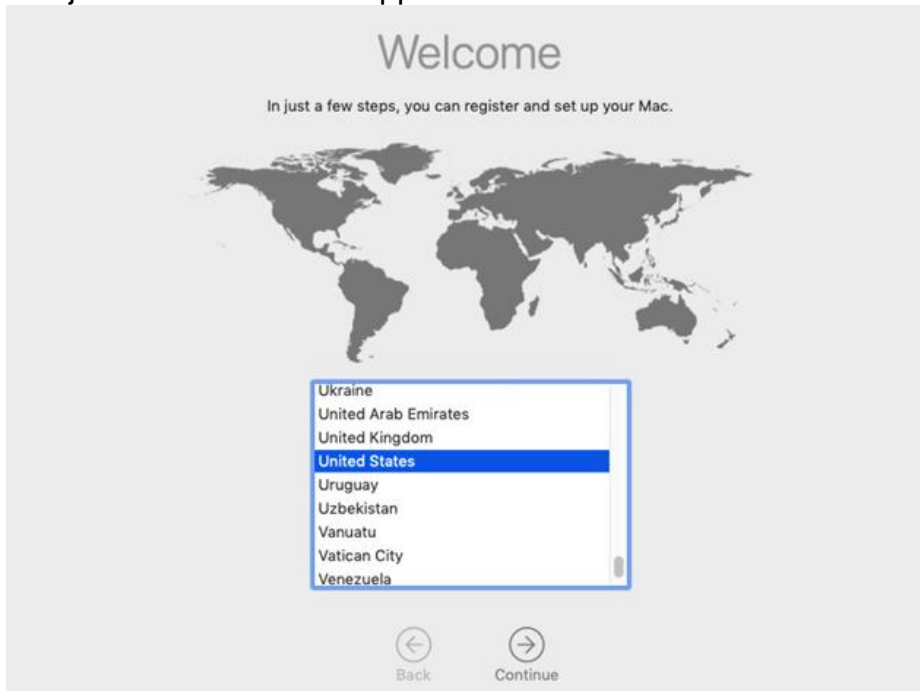 Welcome
In just a few steps, you can register and set up your Mac.
Ukraine
United Arab Emirates
United Kingdom
United States
Uruguay
Uzbekistan
Vanuatu
Vatican City
Venezuela
Back Continue